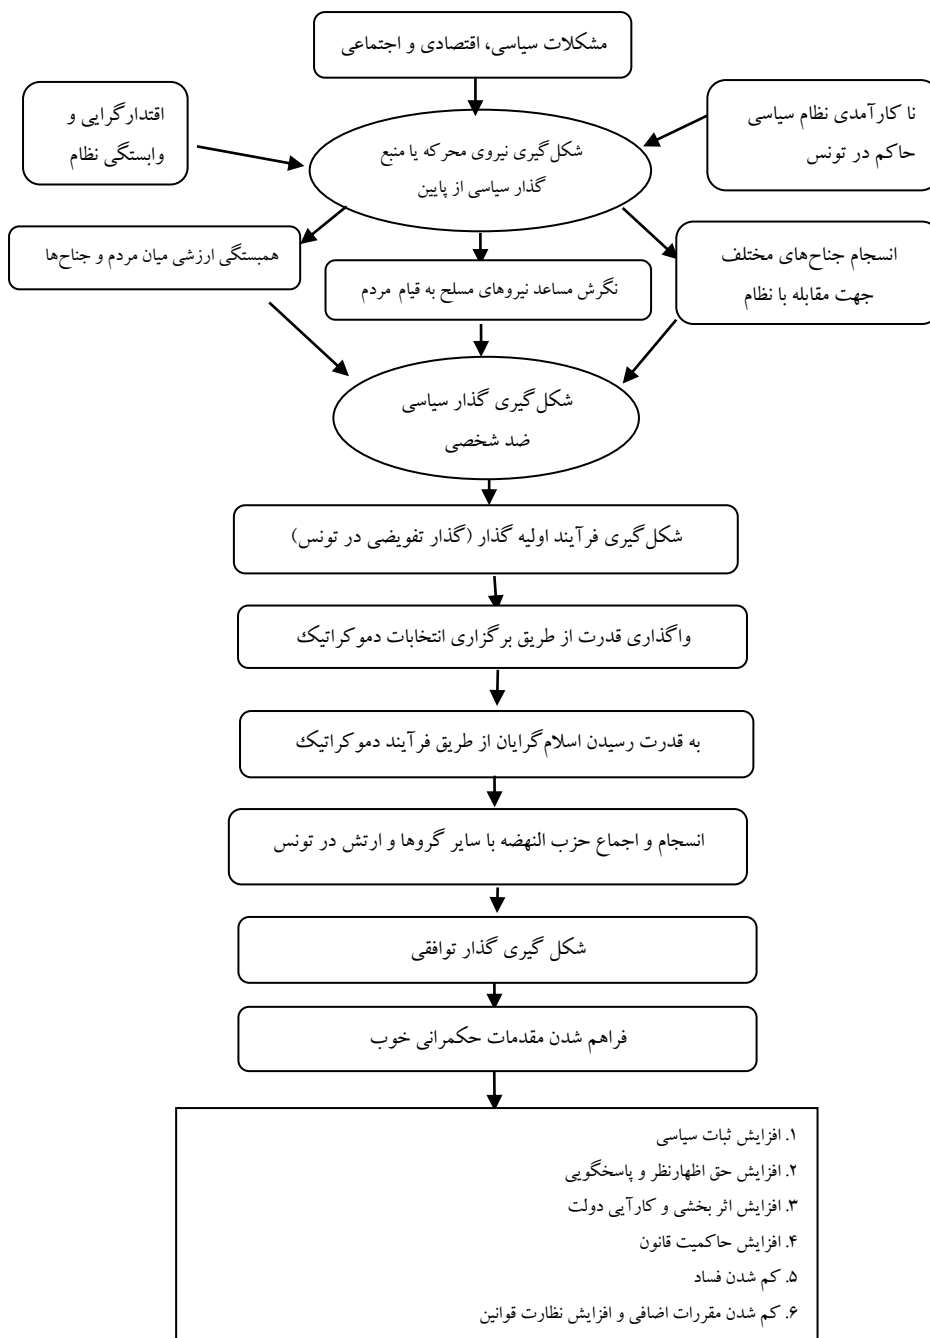 مشکلات سیاسی، اقتصادی و اجتماعی
نا کارآمدی نظام سیاسی
حاکم در تونس
اقتدارگرایی و
وابستگی نظام
شکل‌گیری نیروی محرکه یا منبع
گذار سیاسی از پایین
انسجام جناح‌های مختلف
جهت مقابله با نظام
نگرش مساعد نیروهای مسلح به قیام مردم
همبستگی ارزشی میان مردم و جناح‌ها
شکل‌گیری گذار سیاسی
ضد شخصی
شکل‌گیری فرآیند اولیه گذار (گذار تفویضی در تونس)
واگذاری قدرت از طریق برگزاری انتخابات دموکراتیک
به قدرت رسیدن اسلام‌گرایان از طریق فرآیند دموکراتیک
انسجام و اجماع حزب النهضه با سایر گروها و ارتش در تونس
شکل گیری گذار توافقی
فراهم شدن مقدمات حکمرانی خوب
۱. افزایش ثبات سیاسی
۲. افزایش حق اظهارنظر و پاسخگویی
۳. افزایش اثر بخشی و کارآیی دولت
۴. افزایش حاکمیت قانون
۵. کم شدن فساد
۶. کم شدن مقررات اضافی و افزایش نظارت قوانین